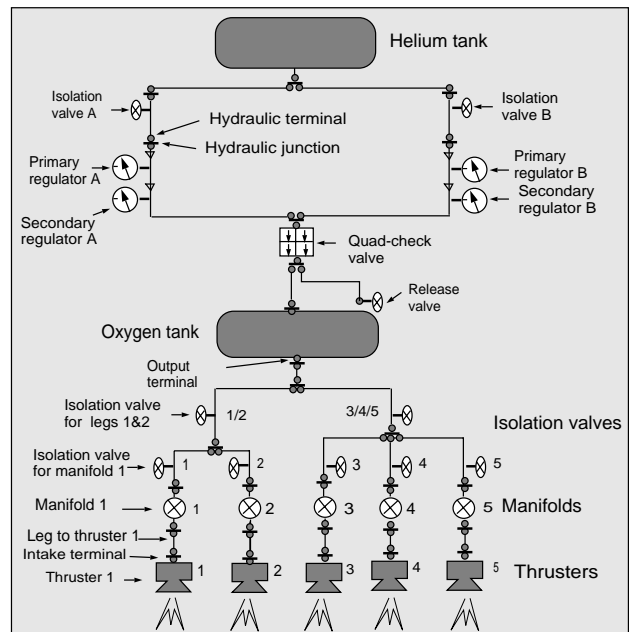 Helium tank
Isolation
valve A
Isolation
valve B
Hydraulic terminal
Hydraulic junction
Primary
regulator A
Primary
regulator B
Secondary
regulator A
Secondary
regulator B
Quad-check
valve
Release
valve
Oxygen tank
Output
terminal
Isolation valve
for legs 1&2
1/2
3/4/5
Isolation valves
Isolation valve
for manifold 1
1
2
3
4
5
Manifold 1
1
2
3
4
5
Manifolds
Leg to thruster 1
Intake terminal
Thruster 1
1
2
3
4
5
Thrusters